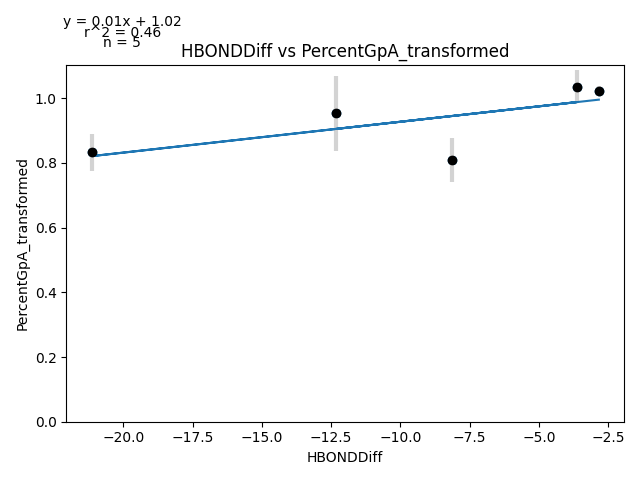 y = 0.01x + 1.02
r^2 = 0.46
n = 5
HBONDDiff vs PercentGpA_transformed
1.0
0.8
0.6
0.4
0.2
0.0
PercentGpA_transformed
−20.0 −17.5 −15.0 −12.5 −10.0 −7.5 −5.0 −2.5
HBONDDiff